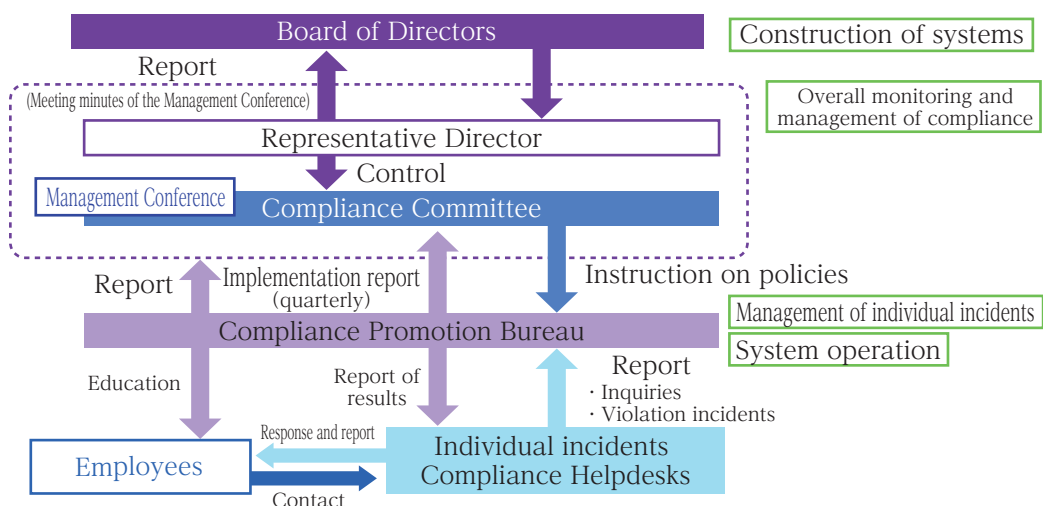 Board of Directors
Construction of systems
Report
(Meeting minutes of the Management Conference)
Overall monitoring and
management of compliance
Representative Director
Control
Management Conference
Compliance Committee
Report
Implementation report
(quarterly)
Instruction on policies
Compliance Promotion Bureau
Management of individual incidents
System operation
Education
Report of
results
Report
· Inquiries
· Violation incidents
Response and report
Employees
Individual incidents
Compliance Helpdesks
Contact